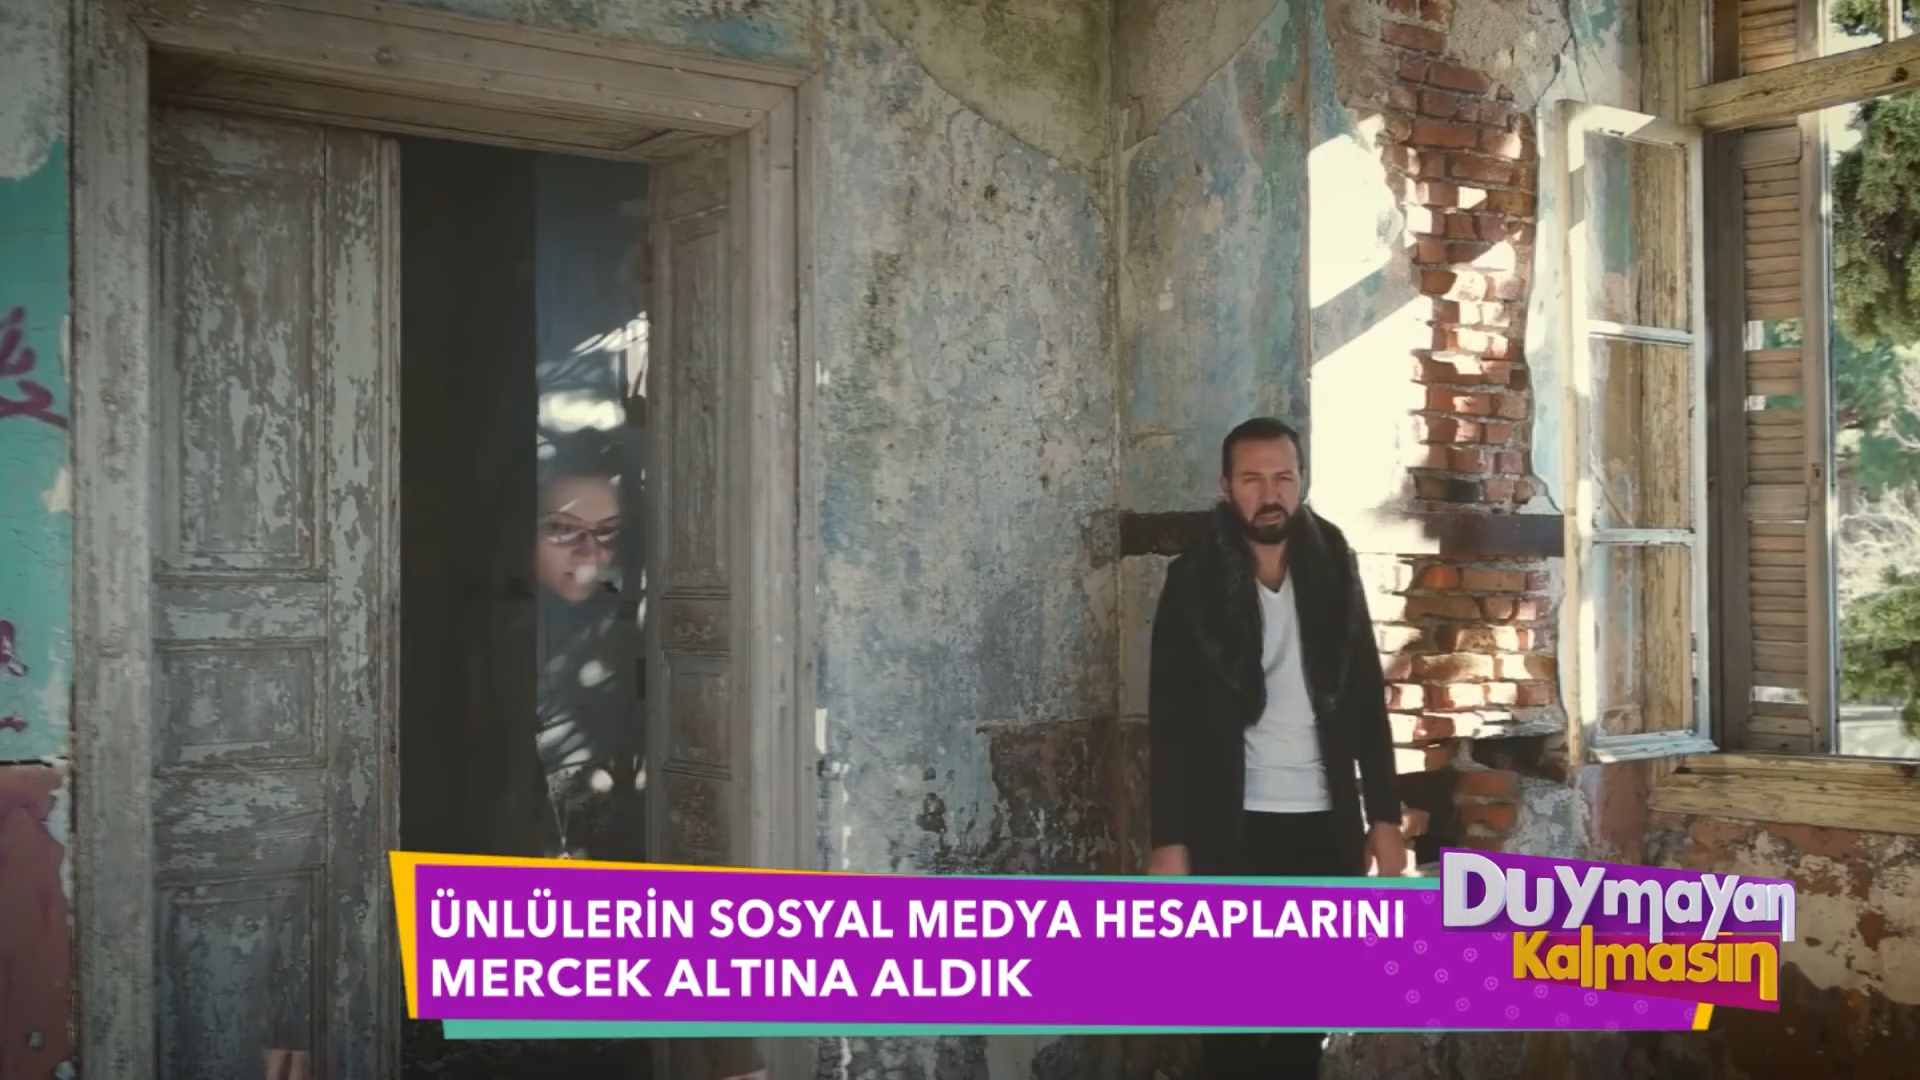 ÜNLÜLERİN SOSYAL MEDYA HESAPLARINI
MERCEK ALTINA ALDIK
Duymayan
Kalmasın